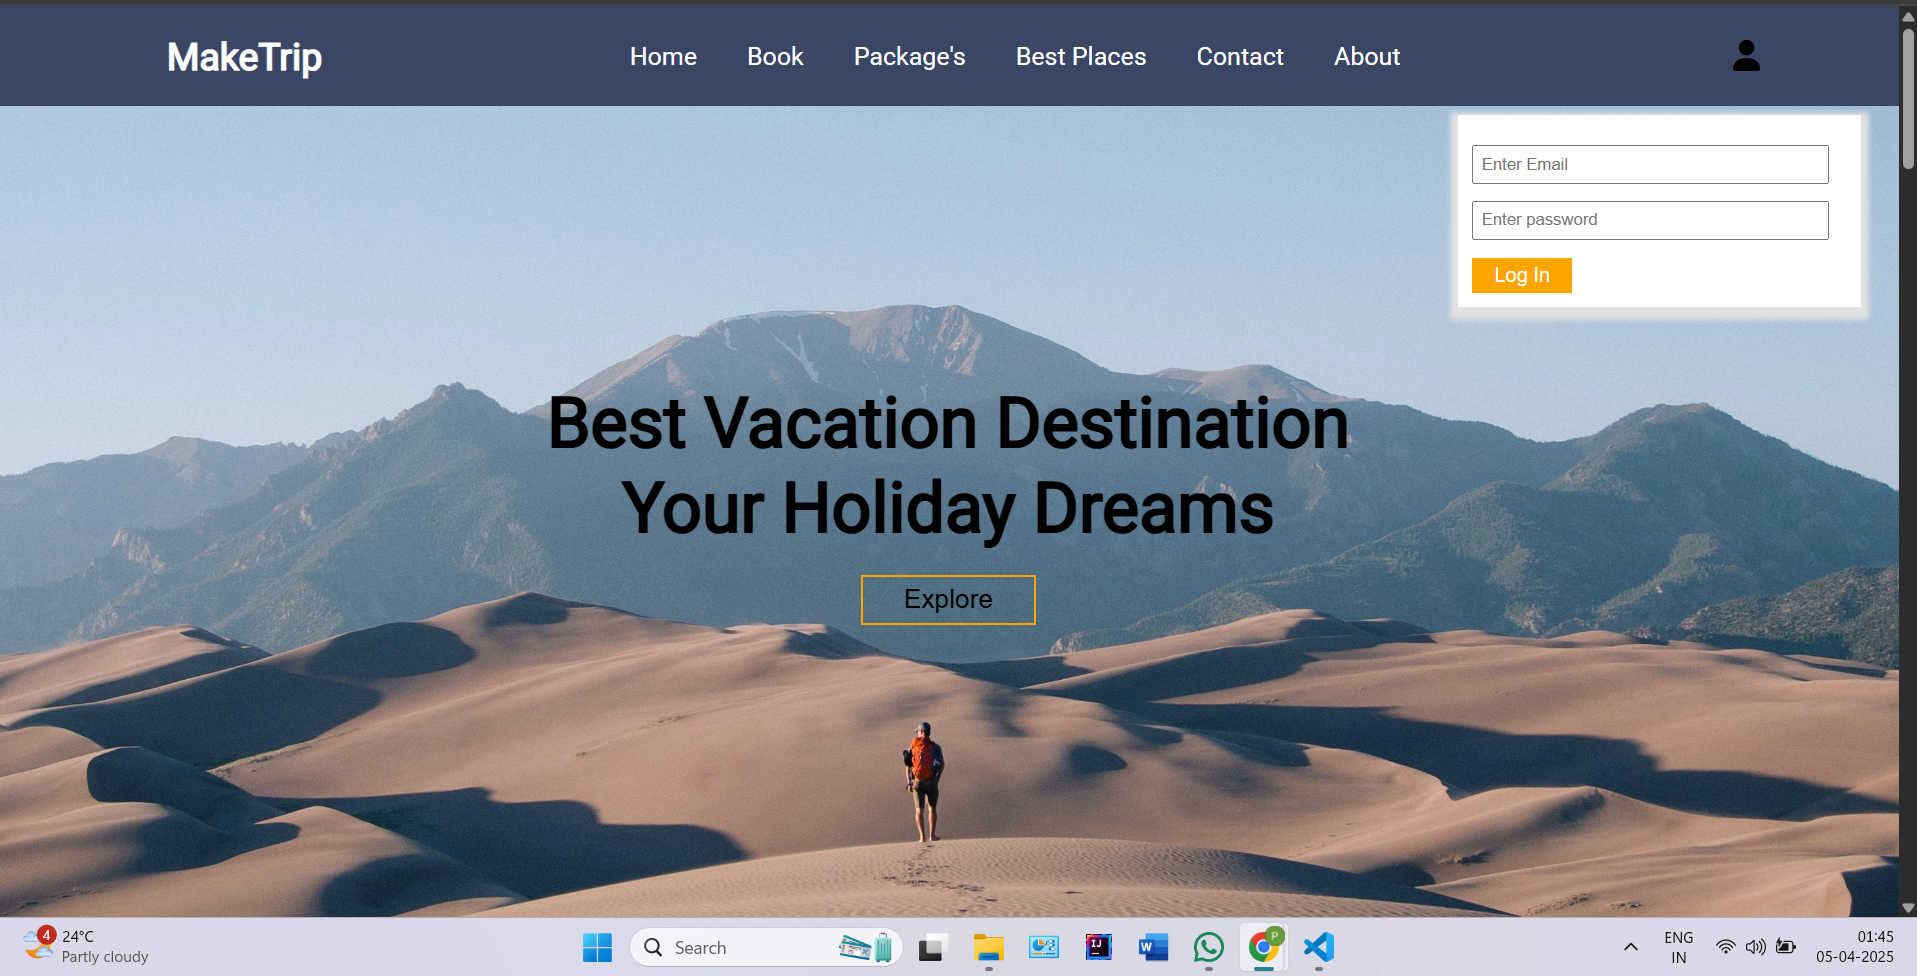 MakeTrip
Home Book Package's Best Places Contact About
Enter Email
Enter password
Log In
Best Vacation Destination
Your Holiday Dreams
Explore
4
24°C
Partly cloudy
Search
IJ
W
P
ENG
IN
01:45
05-04-2025